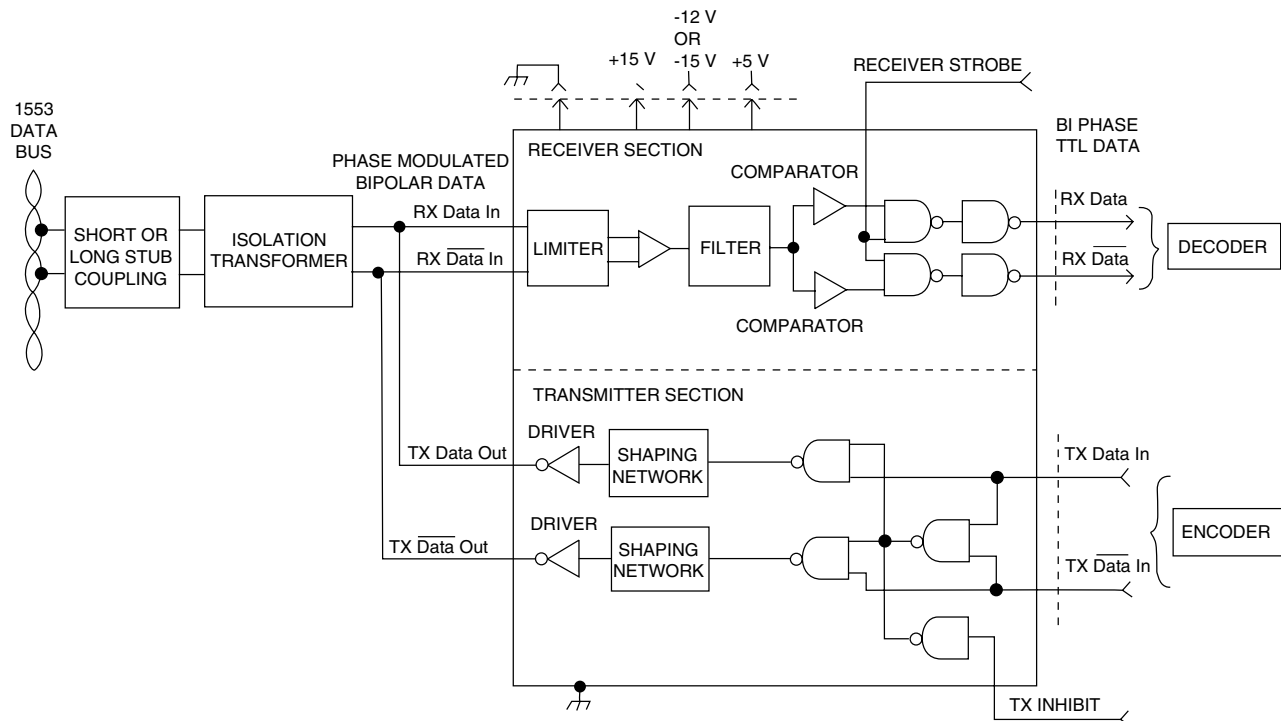 -12 V
OR
-15 V
+15 V
+5 V
RECEIVER STROBE
1553
DATA
BUS
BI PHASE
TTL DATA
PHASE MODULATED
BIPOLAR DATA
RECEIVER SECTION
COMPARATOR
RX Data In
RX Data
SHORT OR
LONG STUB
COUPLING
ISOLATION
TRANSFORMER
LIMITER
FILTER
DECODER
RX Data In
RX Data
COMPARATOR
TRANSMITTER SECTION
DRIVER
TX Data Out
SHAPING
NETWORK
TX Data In
DRIVER
TX Data Out
SHAPING
NETWORK
TX Data In
ENCODER
TX INHIBIT